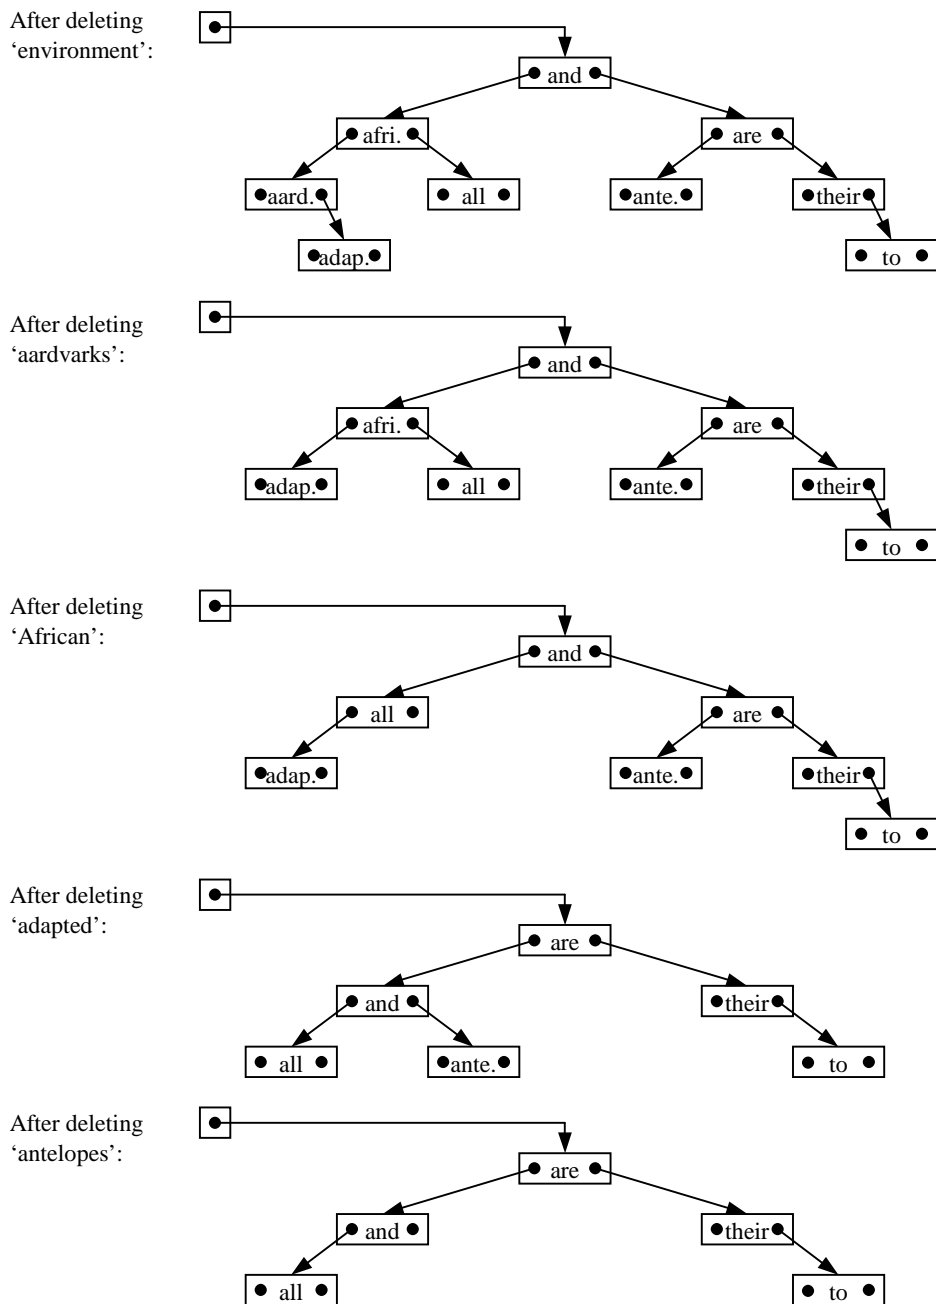 After deleting
‘environment’:
and
afri. are
aard. all ante. their
adap. to
After deleting
‘aardvarks’:
and
afri. are
adap. all ante. their
to
After deleting
‘African’:
and
all are
adap. ante. their
to
After deleting
‘adapted’:
are
and their
all ante. to
After deleting
‘antelopes’:
are
and their
all to